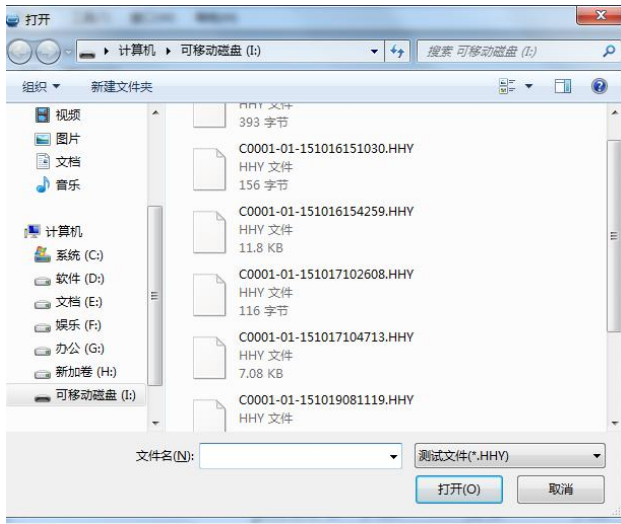 打开
计算机 ▸ 可移动磁盘 (I:)
搜索 可移动磁盘 (I:)
组织 ▼ 新建文件夹
视频
图片
文档
音乐
计算机
系统 (C:)
软件 (D:)
文档 (E:)
娱乐 (F:)
办公 (G:)
新加卷 (H:)
可移动磁盘 (I:)
HHY 文件
393 字节
C0001-01-151016151030.HHY
HHY 文件
156 字节
C0001-01-151016154259.HHY
HHY 文件
11.8 KB
C0001-01-151017102608.HHY
HHY 文件
116 字节
C0001-01-151017104713.HHY
HHY 文件
7.08 KB
C0001-01-151019081119.HHY
HHY 文件
文件名(N):
测试文件(*.HHY)
打开(O)
取消